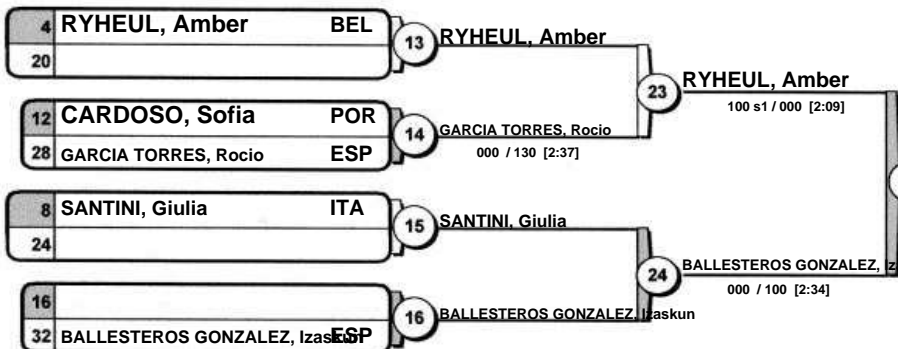 4 RYHEUL, Amber BEL
20
13 RYHEUL, Amber
12 CARDOSO, Sofia POR
28 GARCIA TORRES, Rocio ESP
14 GARCIA TORRES, Rocio
000 / 130 [2:37]
23 RYHEUL, Amber
100 s1 / 000 [2:09]
8 SANTINI, Giulia ITA
24
15 SANTINI, Giulia
16
32 BALLESTEROS GONZALEZ, Izaskun ESP
16 BALLESTEROS GONZALEZ, Izaskun
24 BALLESTEROS GONZALEZ, Iz
000 / 100 [2:34]